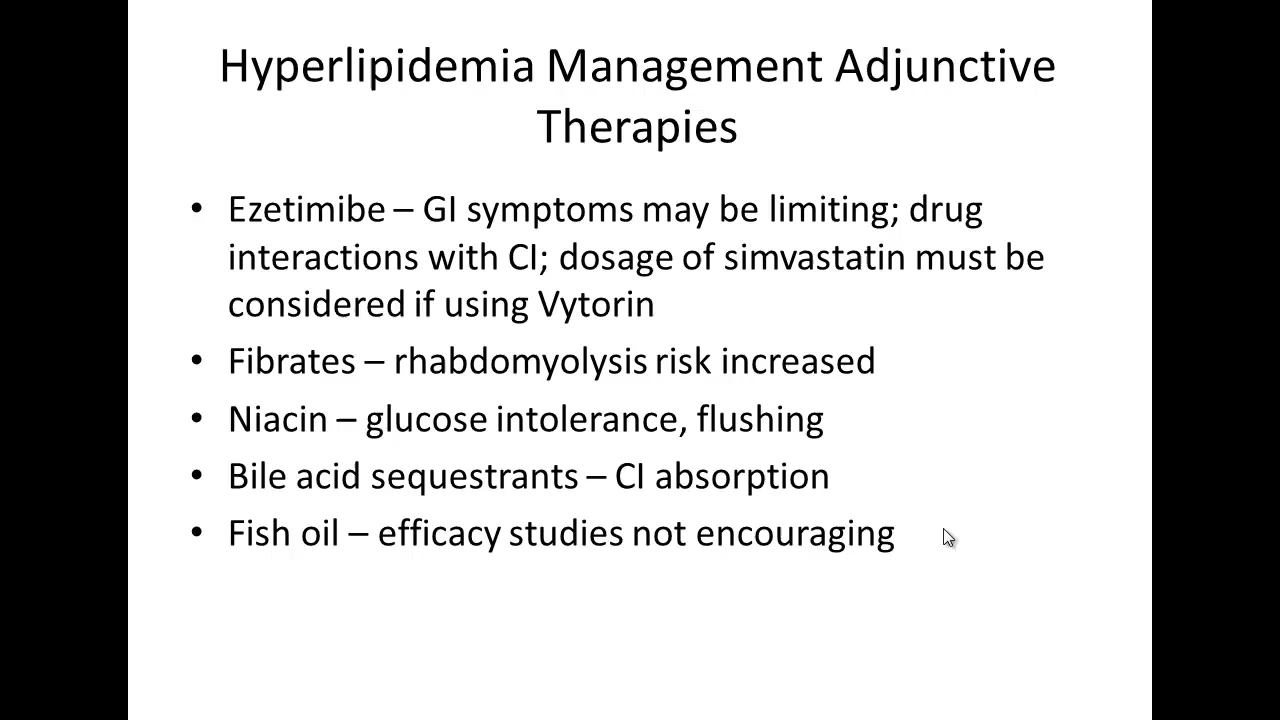 Hyperlipidemia Management Adjunctive
Therapies
• Ezetimibe – GI symptoms may be limiting; drug
interactions with CI; dosage of simvastatin must be
considered if using Vytorin
• Fibrates – rhabdomyolysis risk increased
• Niacin – glucose intolerance, flushing
• Bile acid sequestrants – CI absorption
• Fish oil – efficacy studies not encouraging